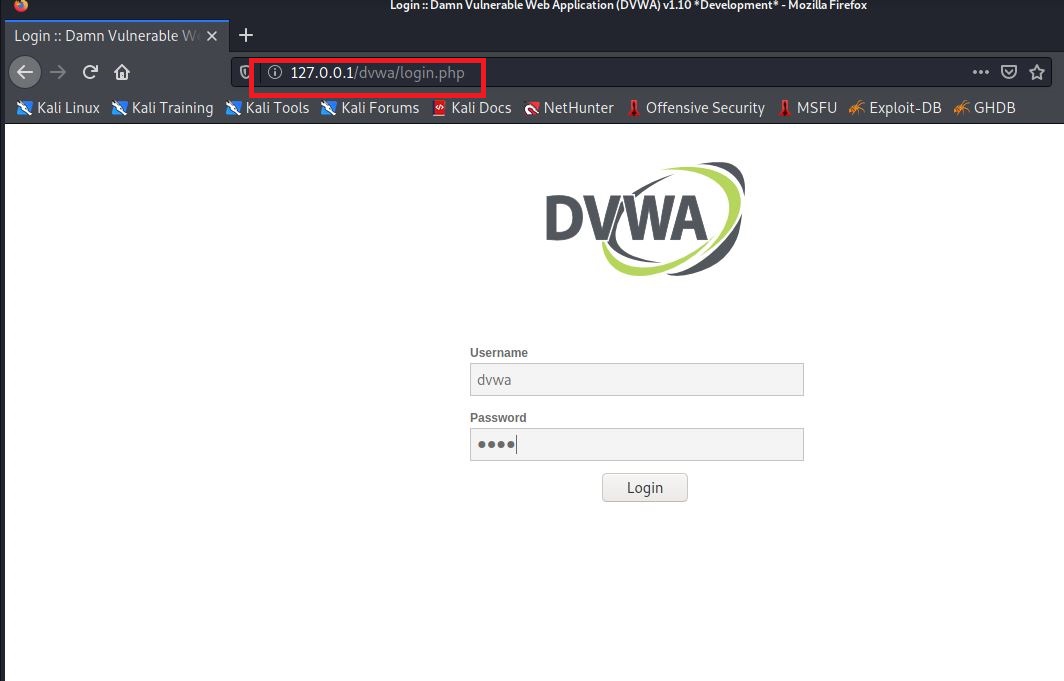 Login :: Damn Vulnerable Web Application (DVWA) v1.10 *Development* - Mozilla Firefox
Login :: Damn Vulnerable W
127.0.0.1/dvwa/login.php
Kali Linux Kali Training Kali Tools Kali Forums Kali Docs NetHunter Offensive Security MSFU Exploit-DB GHDB
DVWA
Username
dvwa
Password
Login